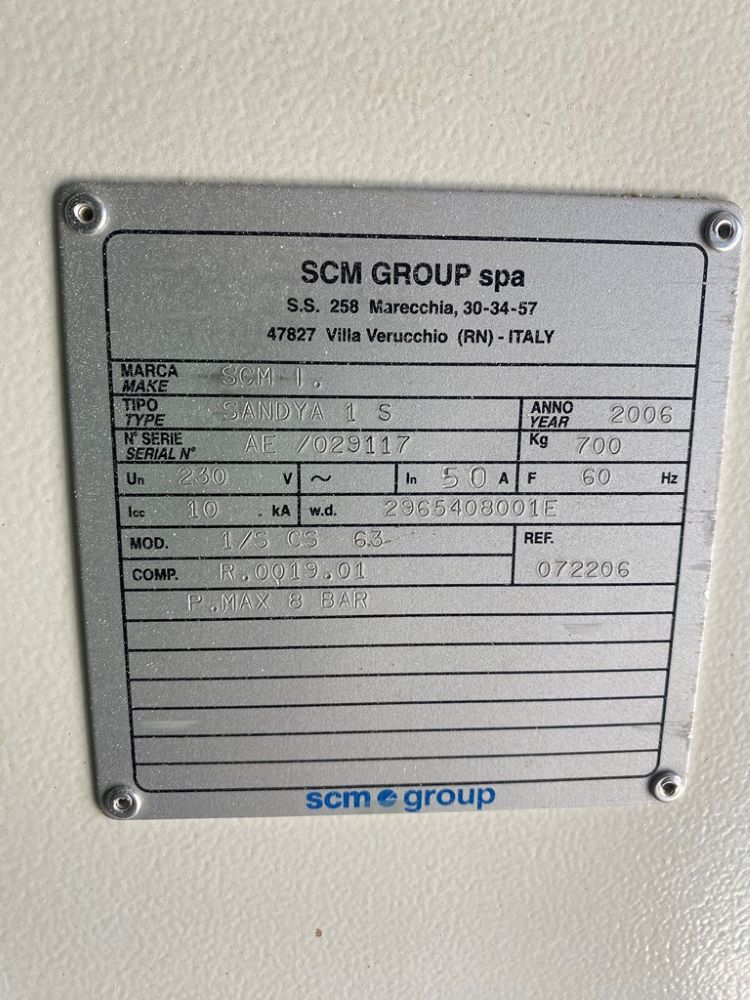 SCM GROUP spa
S.S. 258 Marecchia, 30-34-57
47827 Villa Verucchio (RN) - ITALY
MARCA
MAKE SCM I.
TIPO
TYPE SANDYA 1 S ANNO
YEAR 2006
N° SERIE
SERIAL N° AE /029117 Kg 700
Un 230 V ~ In 50 A F 60 Hz
Icc 10 . kA w.d. 2965408001E
MOD. 1/S CS 63 REF.
COMP. R.0019.01 072206
P.MAX 8 BAR
scm group